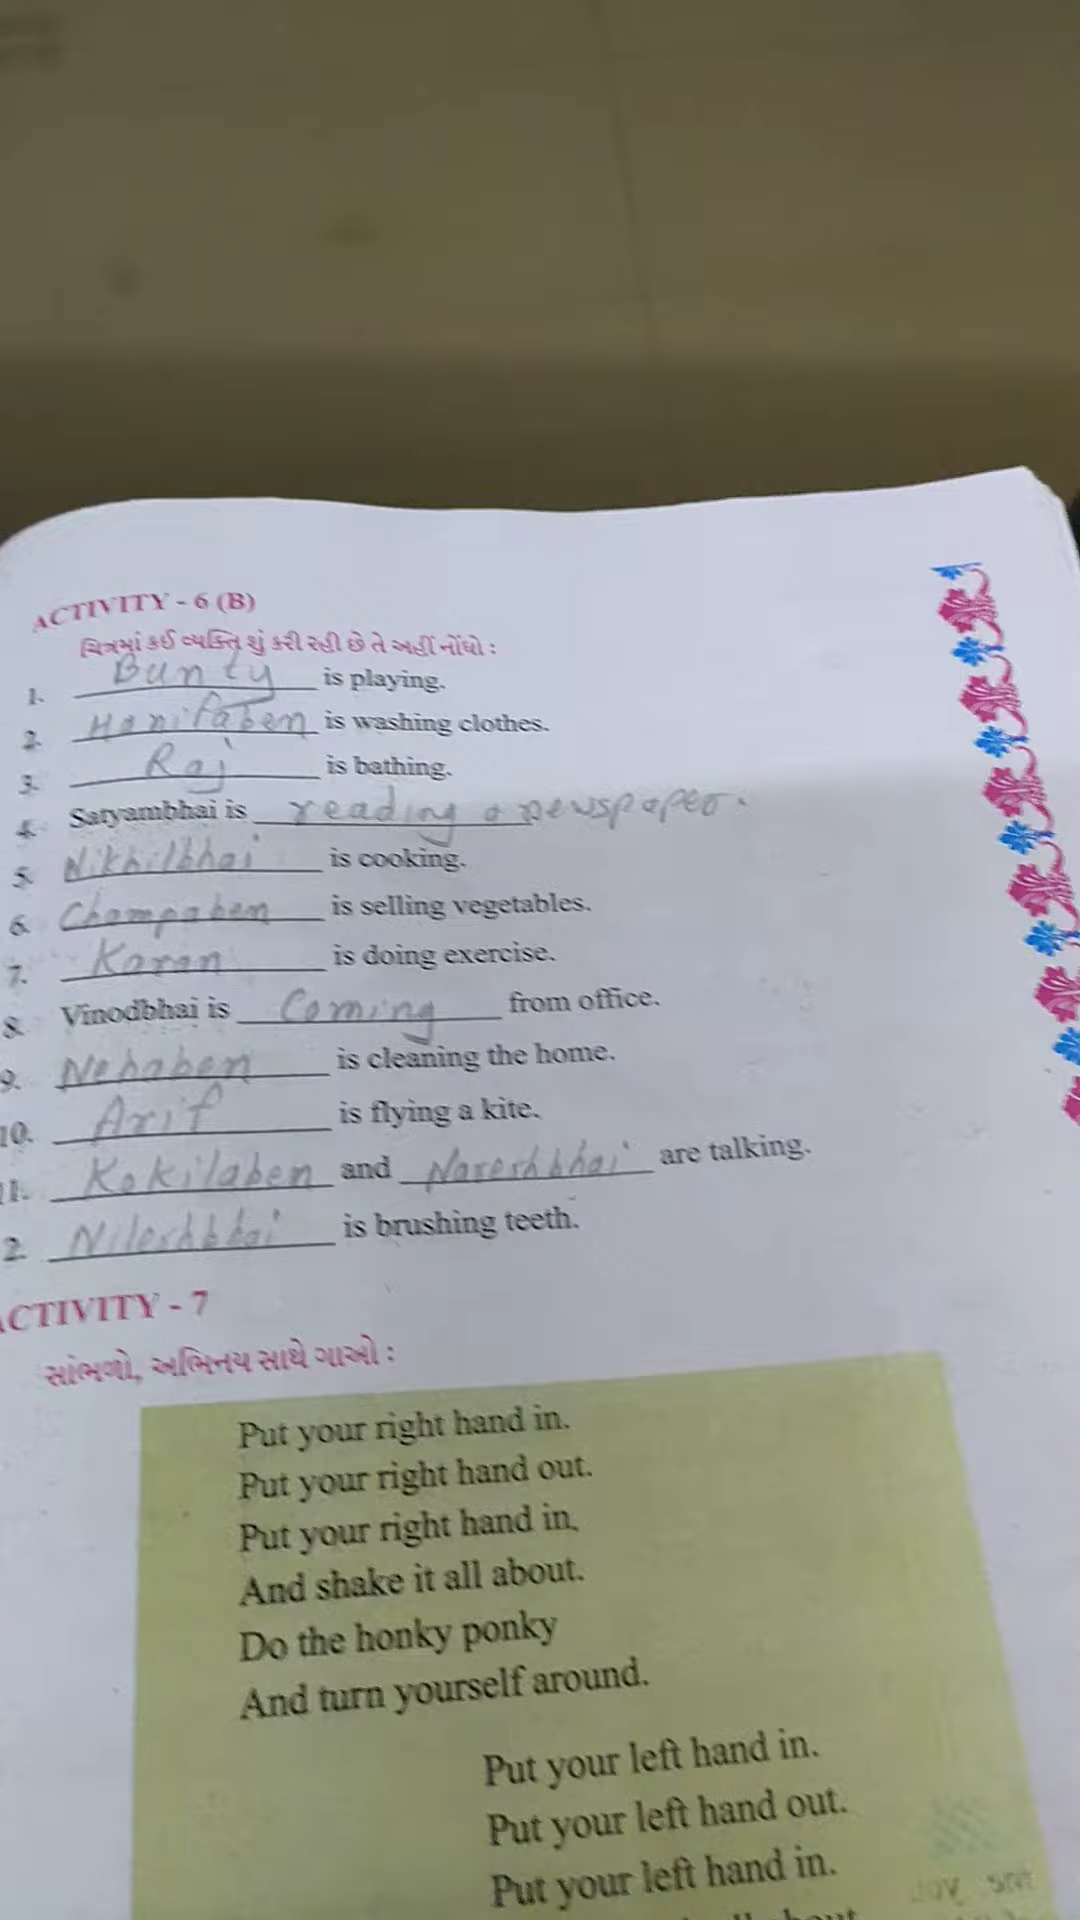 ACTIVITY - 6 (B)
ચિત્રમાં કઈ વ્યક્તિ શું કરી રહી છે તે અહીં નોંધો :
1. Bunty is playing.
2. Hanifaben is washing clothes.
3. Raj is bathing.
4. Satyambhai is reading a newspaper.
5. Nikhilbhai is cooking.
6. Champaben is selling vegetables.
7. Karan is doing exercise.
8. Vinodbhai is Coming from office.
9. Nehaben is cleaning the home.
10. Arif is flying a kite.
11. Kokilaben and Nareshbhai are talking.
2. Nileshbhai is brushing teeth.
ACTIVITY - 7
સાંભળો, અભિનય સાથે ગાઓ :
Put your right hand in.
Put your right hand out.
Put your right hand in.
And shake it all about.
Do the honky ponky
And turn yourself around.
Put your left hand in.
Put your left hand out.
Put your left hand in.